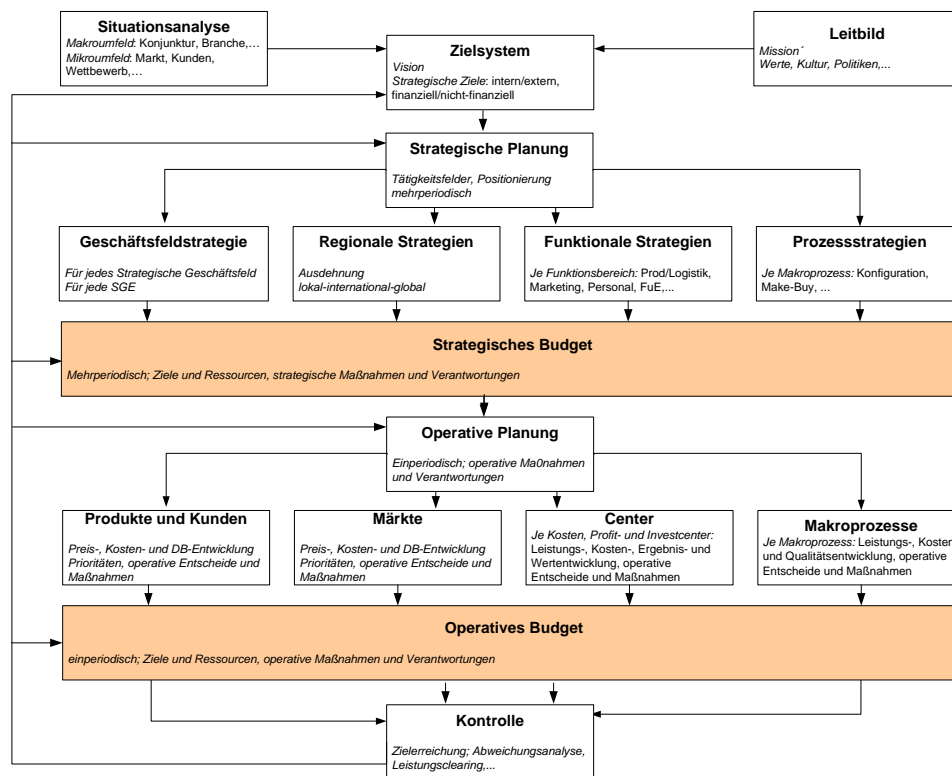 Situationsanalyse
Makroumfeld: Konjunktur, Branche,…
Mikroumfeld: Markt, Kunden,
Wettbewerb,…
Zielsystem
Vision
Strategische Ziele: intern/extern,
finanziell/nicht-finanziell
Leitbild
Mission´
Werte, Kultur, Politiken,...
Strategische Planung
Tätigkeitsfelder, Positionierung
mehrperiodisch
Geschäftsfeldstrategie
Für jedes Strategische Geschäftsfeld
Für jede SGE
Regionale Strategien
Ausdehnung
lokal-international-global
Funktionale Strategien
Je Funktionsbereich: Prod/Logistik,
Marketing, Personal, FuE,...
Prozessstrategien
Je Makroprozess: Konfiguration,
Make-Buy, ...
Strategisches Budget
Mehrperiodisch; Ziele und Ressourcen, strategische Maßnahmen und Verantwortungen
Operative Planung
Einperiodisch; operative Ma0nahmen
und Verantwortungen
Produkte und Kunden
Preis-, Kosten- und DB-Entwicklung
Prioritäten, operative Entscheide und
Maßnahmen
Märkte
Preis-, Kosten- und DB-Entwicklung
Prioritäten, operative Entscheide und
Maßnahmen
Center
Je Kosten, Profit- und Investcenter:
Leistungs-, Kosten-, Ergebnis- und
Wertentwicklung, operative
Entscheide und Maßnahmen
Makroprozesse
Je Makroprozess: Leistungs-, Kosten
und Qualitätsentwicklung, operative
Entscheide und Maßnahmen
Operatives Budget
einperiodisch; Ziele und Ressourcen, operative Maßnahmen und Verantwortungen
Kontrolle
Zielerreichung; Abweichungsanalyse,
Leistungsclearing,...